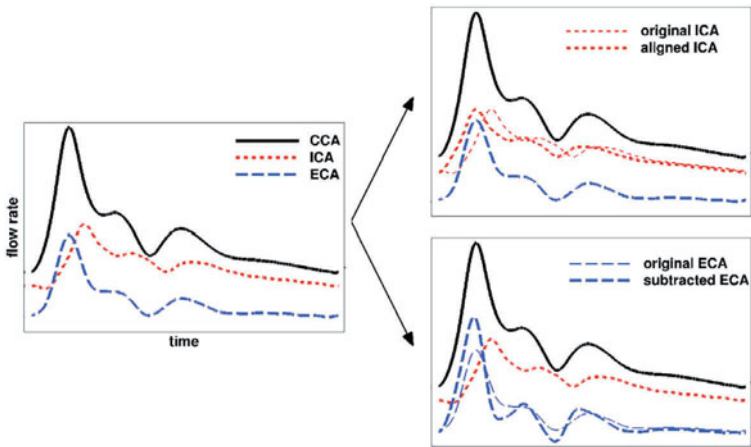 CCA
ICA
ECA
flow rate
time
original ICA
aligned ICA
original ECA
subtracted ECA